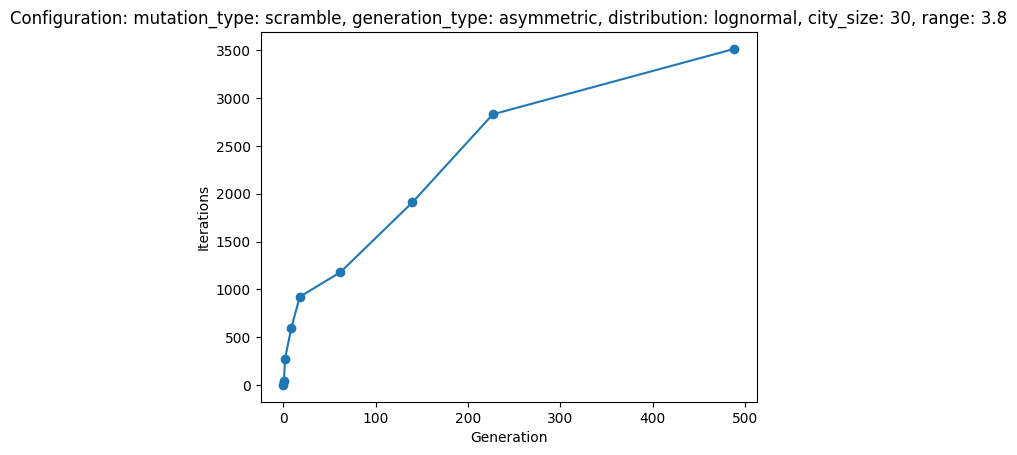 Configuration: mutation_type: scramble, generation_type: asymmetric, distribution: lognormal, city_size: 30, range: 3.8
3500
3000
2500
2000
1500
1000
500
0
Iterations
0 100 200 300 400 500
Generation